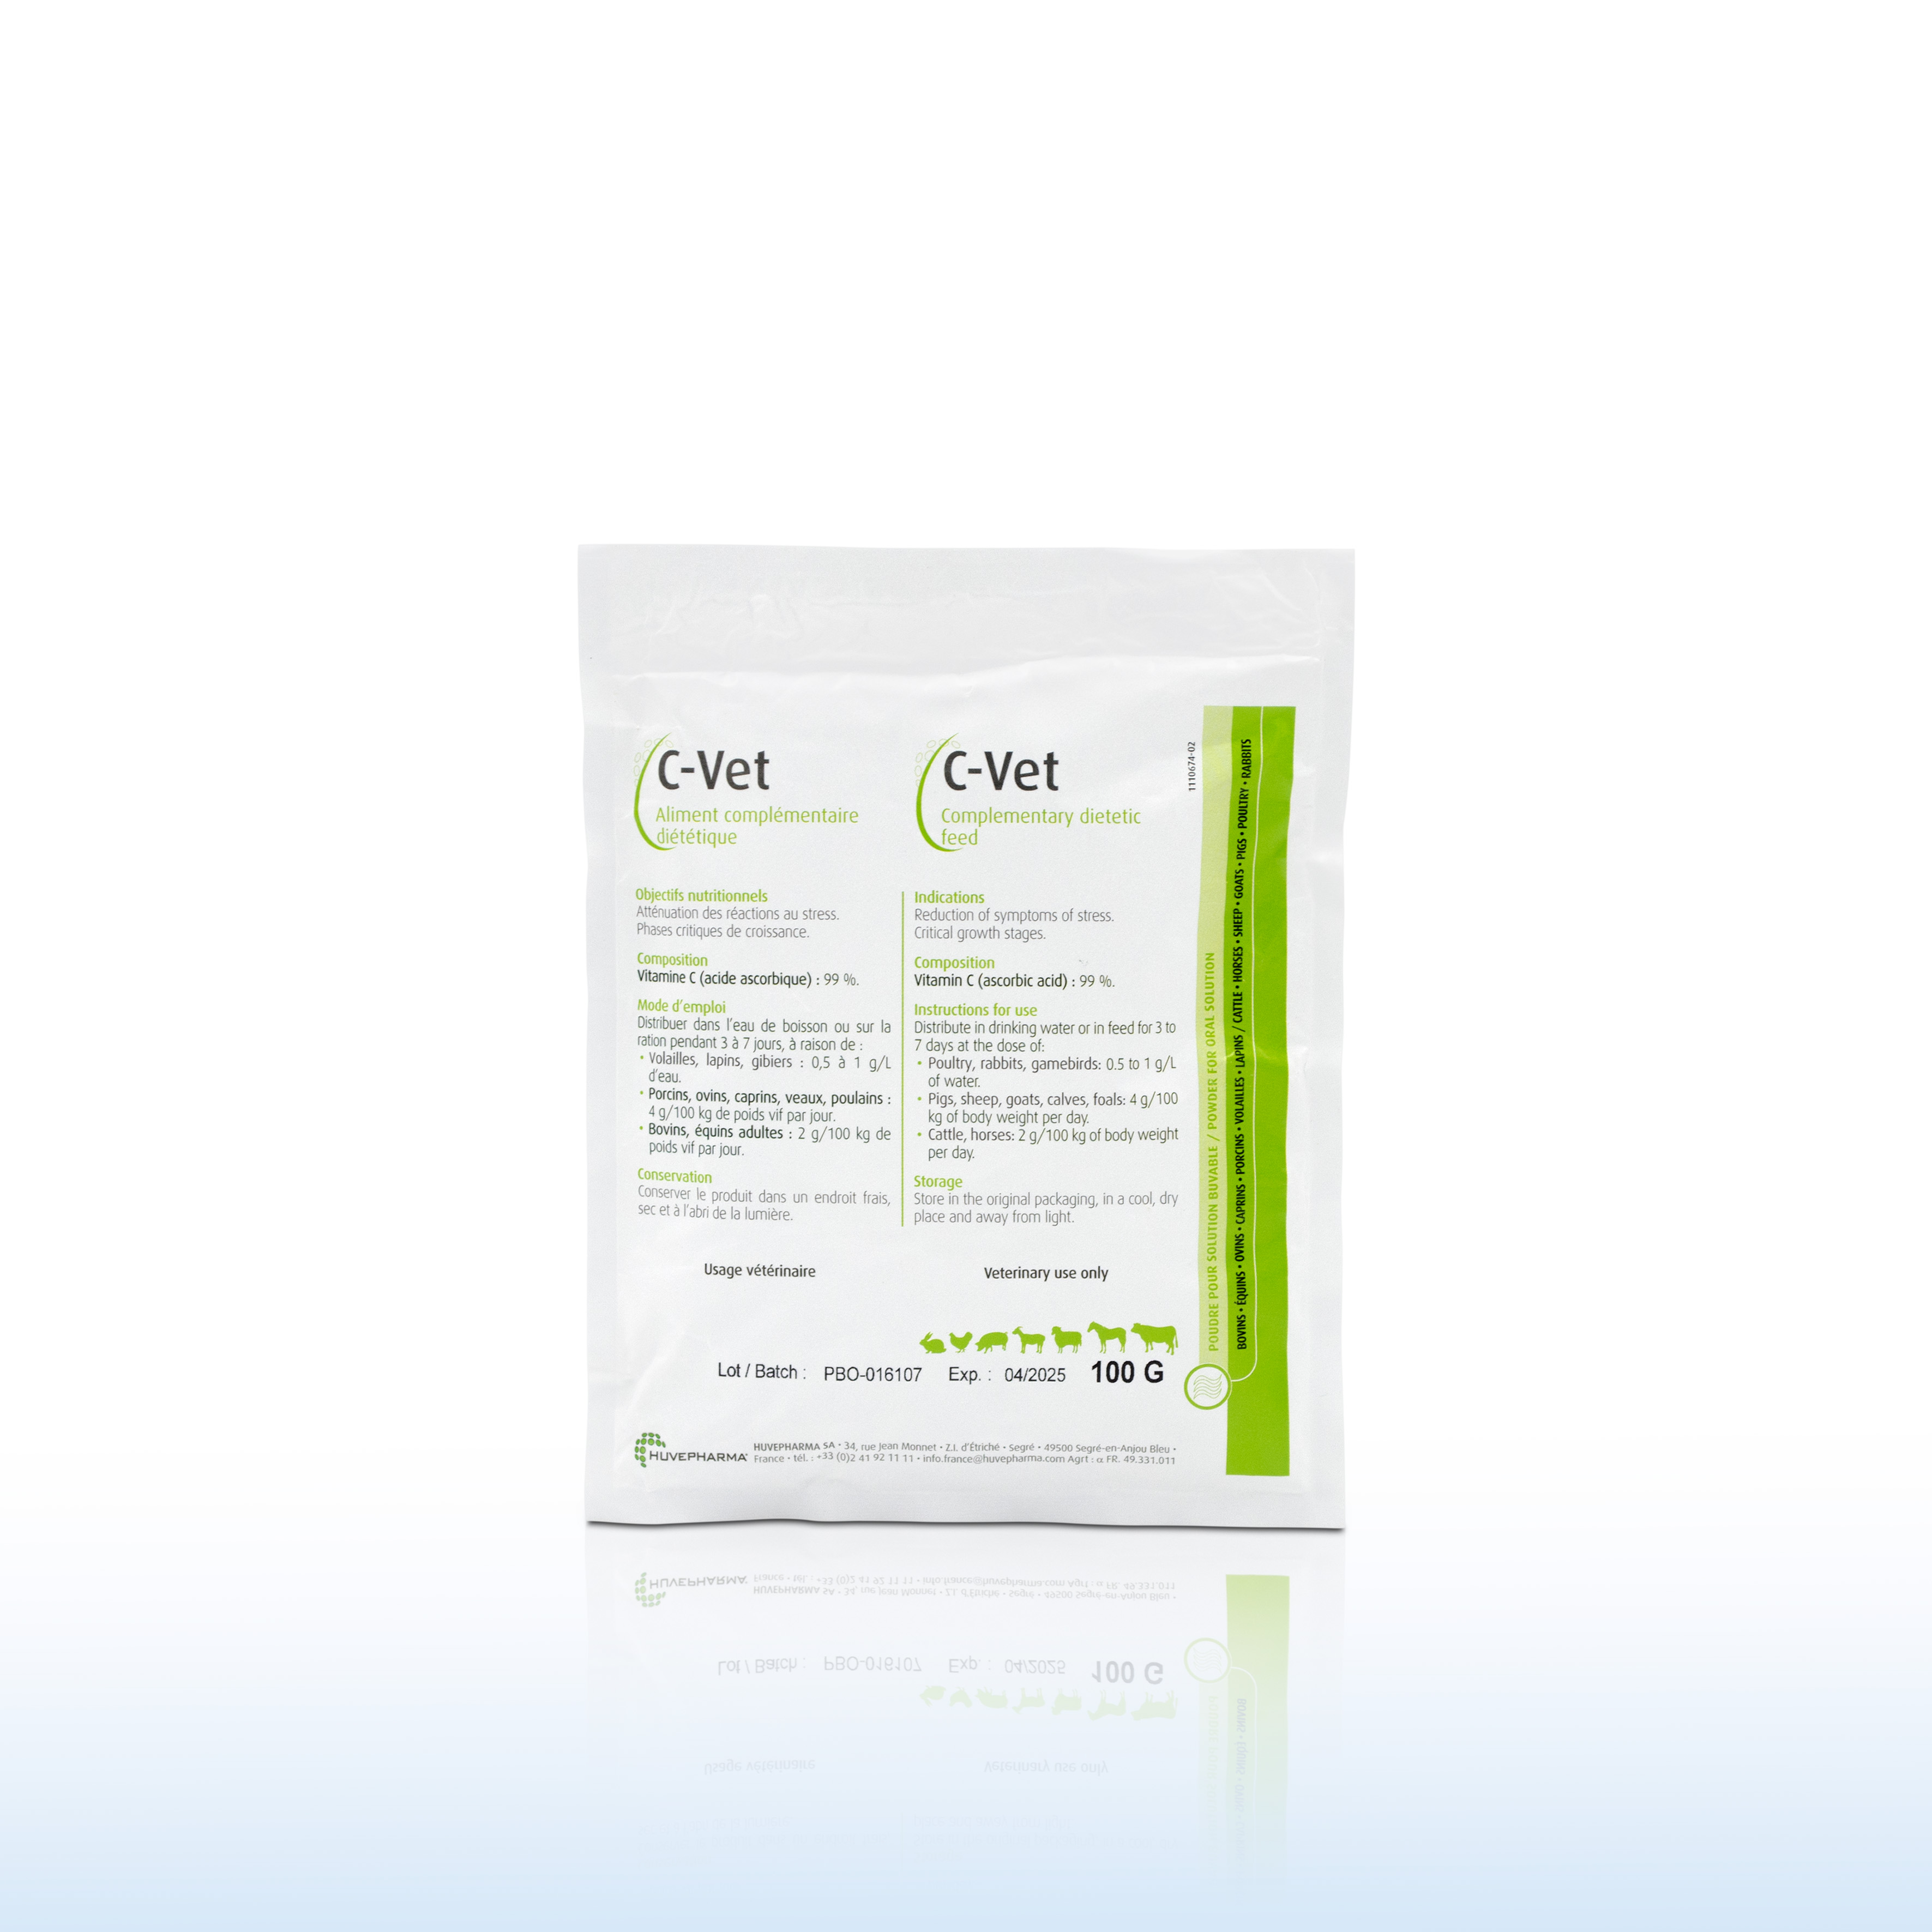 C-Vet
Aliment complémentaire
diététique
Objectifs nutritionnels
Atténuation des réactions au stress.
Phases critiques de croissance.
Composition
Vitamine C (acide ascorbique) : 99 %.
Mode d'emploi
Distribuer dans l'eau de boisson ou sur la
ration pendant 3 à 7 jours, à raison de :
• Volailles, lapins, gibiers : 0,5 à 1 g/L
d'eau.
• Porcins, ovins, caprins, veaux, poulains :
4 g/100 kg de poids vif par jour.
• Bovins, équins adultes : 2 g/100 kg de
poids vif par jour.
Conservation
Conserver le produit dans un endroit frais,
sec et à l'abri de la lumière.
Usage vétérinaire
C-Vet
Complementary dietetic
feed
Indications
Reduction of symptoms of stress.
Critical growth stages.
Composition
Vitamin C (ascorbic acid) : 99 %.
Instructions for use
Distribute in drinking water or in feed for 3 to
7 days at the dose of:
• Poultry, rabbits, gamebirds: 0.5 to 1 g/L
of water.
• Pigs, sheep, goats, calves, foals: 4 g/100
kg of body weight per day.
• Cattle, horses: 2 g/100 kg of body weight
per day.
Storage
Store in the original packaging, in a cool, dry
place and away from light.
Veterinary use only
1110674-02
POUDRE POUR SOLUTION BUVABLE / POWDER FOR ORAL SOLUTION
BOVINS • ÉQUINS • OVINS • CAPRINS • PORCINS • VOLAILLES • LAPINS / CATTLE • HORSES • SHEEP • GOATS • PIGS • POULTRY • RABBITS
Lot / Batch : PBO-016107 Exp. : 04/2025 100 G
HUVEPHARMA
HUVEPHARMA SA • 34, rue Jean Monnet • Z.I. d'Étriché • Segré • 49500 Segré-en-Anjou Bleu •
France • tél. : +33 (0)2 41 92 11 11 • info.france@huvepharma.com Agrt : α FR. 49.331.011